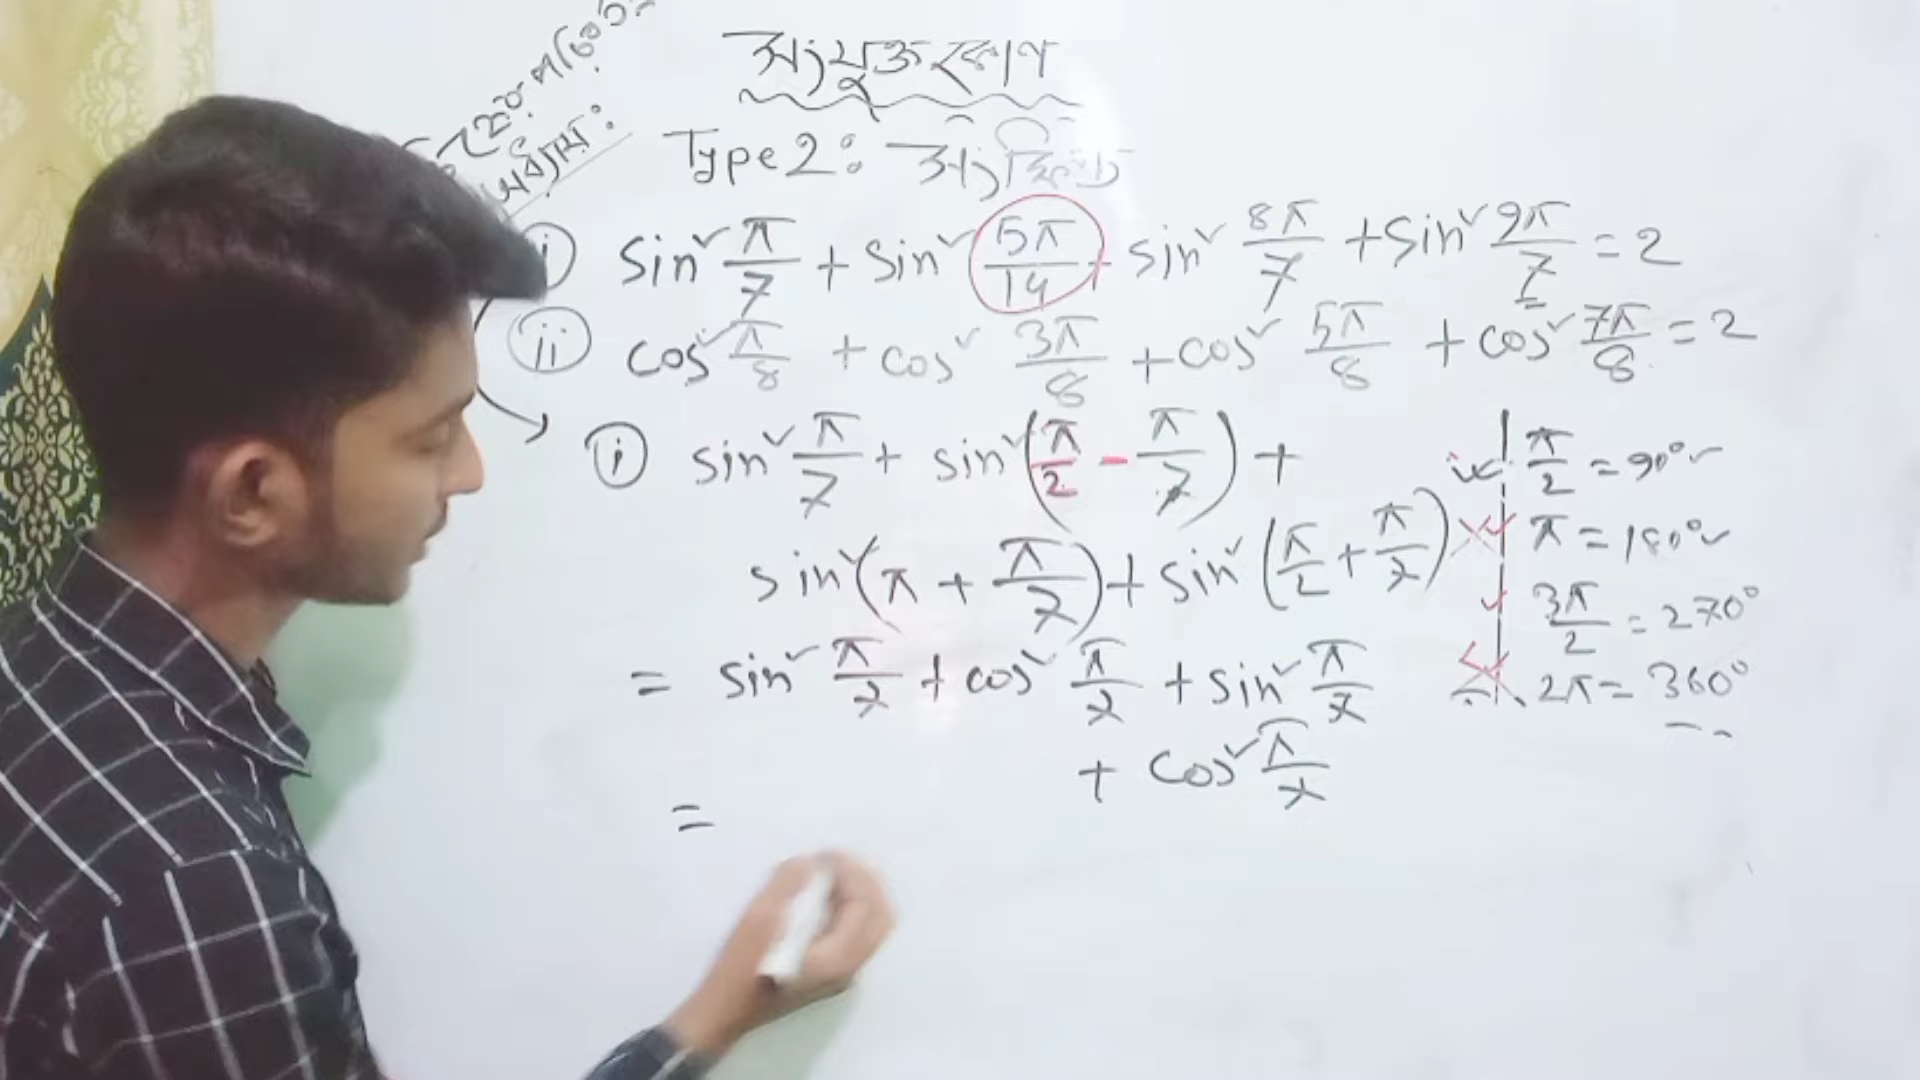 সংযুক্ত কোণ
Type 2:
i) sin² π/7 + sin² 5π/14 + sin² 8π/7 + sin² 9π/7 = 2
ii) cos² π/8 + cos² 3π/8 + cos² 5π/8 + cos² 7π/8 = 2
i) sin² π/7 + sin² (π/2 - π/7) +
sin² (π + π/7) + sin² (π/2 + π/7)
= sin² π/7 + cos² π/7 + sin² π/7
+ cos² π/7
=
π/2 = 90°
π = 180°
3π/2 = 270°
2π = 360°